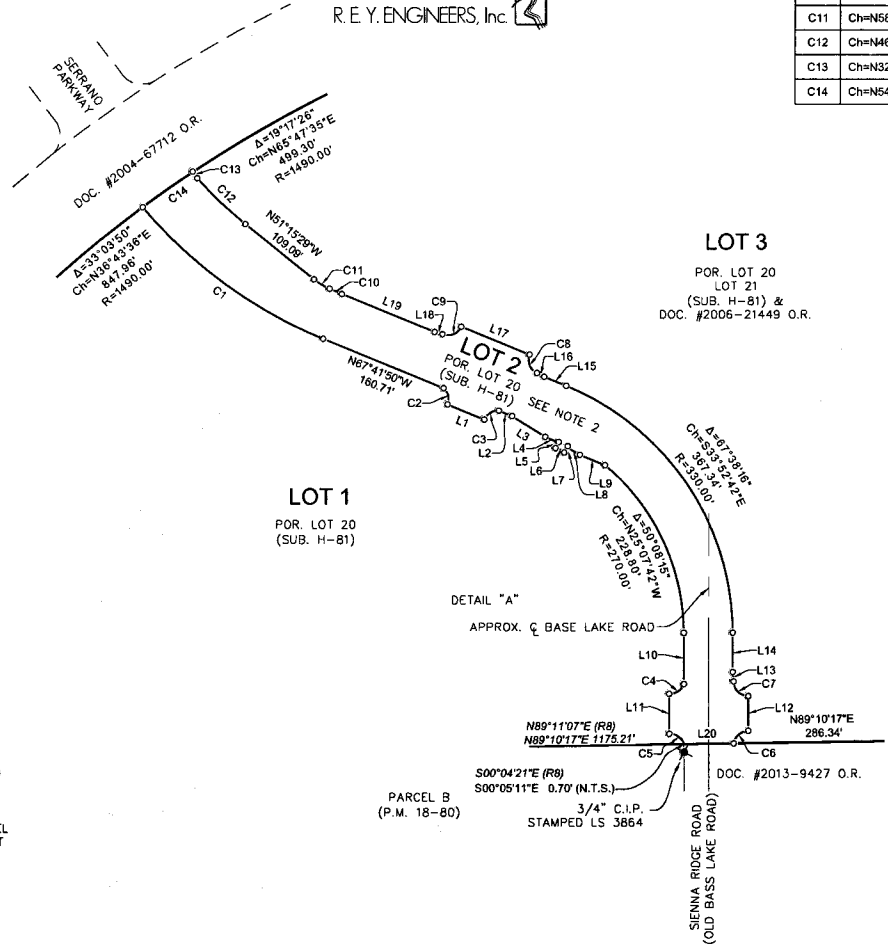 R. E. Y. ENGINEERS, Inc.
C11 Ch=N58
C12 Ch=N46
C13 Ch=N32
C14 Ch=N54
SERRANO
PARKWAY
DOC. #2004-67712 O.R.
Δ=19°17'26"
Ch=N65°47'35"E
499.30'
R=1490.00'
C13
C14
C12
Δ=33°03'50"
Ch=N36°43'36"E
847.96'
R=1490.00'
N51°15'29"W
109.09'
C1
C11
C10
L19
C9
L18
L17
C8
L16
L15
LOT 3
POR. LOT 20
LOT 21
(SUB. H-81) &
DOC. #2006-21449 O.R.
LOT 2
POR. LOT 20
(SUB. H-81)
SEE NOTE 2
N67°41'50"W
160.71'
C2
L1
C3
L2
L3
L4
L5
L6
L7
L8
L9
Δ=67°38'16"
Ch=S33°52'42"E
367.34'
R=330.00'
LOT 1
POR. LOT 20
(SUB. H-81)
Δ=50°08'15"
Ch=N25°07'42"W
228.80'
R=270.00'
DETAIL "A"
APPROX. ℄ BASE LAKE ROAD
L10
L14
L13
C4
C7
L11
L12
N89°11'07"E (R8)
N89°10'17"E 1175.21'
L20
N89°10'17"E
286.34'
C5
C6
S00°04'21"E (R8)
S00°05'11"E 0.70' (N.T.S.)
DOC. #2013-9427 O.R.
PARCEL B
(P.M. 18-80)
3/4" C.I.P.
STAMPED LS 3864
SIENNA RIDGE ROAD
(OLD BASS LAKE ROAD)